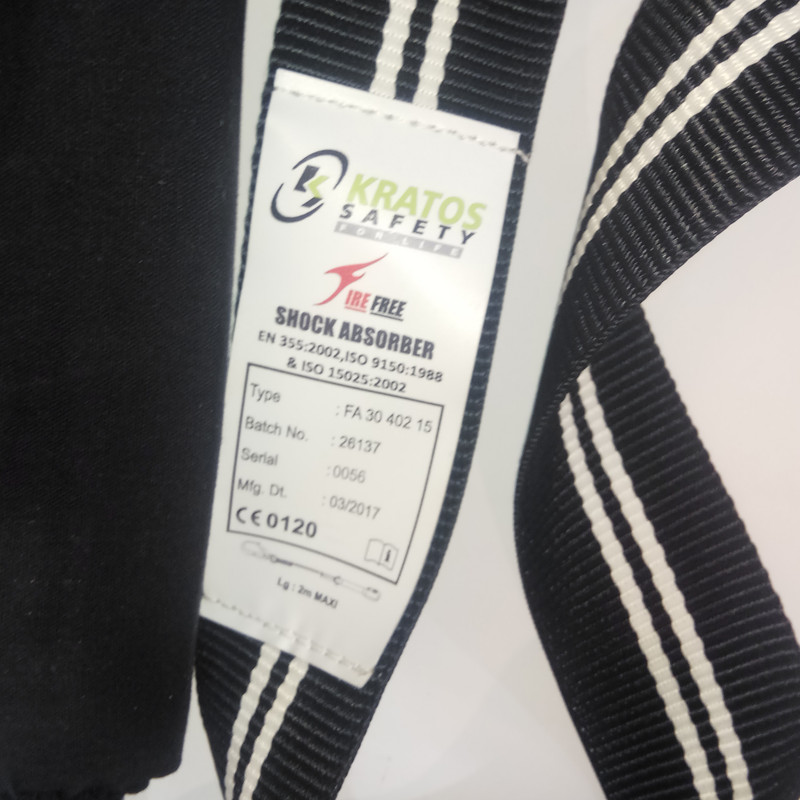 KRATOS
SAFETY
FOR LIFE
FIRE FREE
SHOCK ABSORBER
EN 355:2002,ISO 9150:1988
& ISO 15025:2002
Type : FA 30 402 15
Batch No. : 26137
Serial : 0056
Mfg. Dt. : 03/2017
CE 0120
i
Lg : 2m MAXI